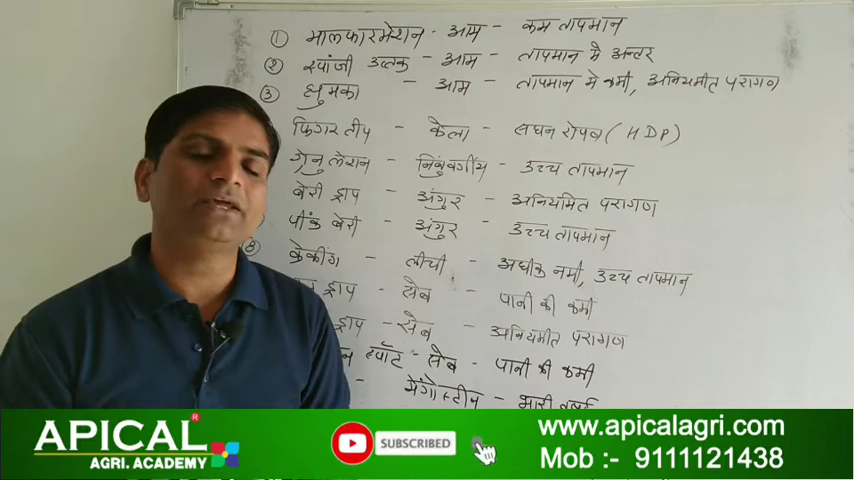 ① मालफारमेशन - आम - कम तापमान
② स्पांजी उत्तक - आम - तापमान मे अन्तर
③ झुमका - आम - तापमान मे कमी, अनियमीत परागण
फिंगर टीप - केला - सघन रोपण (HDP)
ग्रेनुलेशन - निंबुवर्गीय - उच्च तापमान
बेरी ड्राप - अंगुर - अनियमित परागण
पींक बेरी - अंगुर - उच्च तापमान
⑧ क्रेकींग - लीची - अधीक नमी, उच्च तापमान
ड्राप - सेब - पानी की कमी
ड्राप - सेब - अनियमीत परागण
स्पॉट - सेब - पानी की कमी
- मेंगोस्टीन - भारी वर्षा
APICAL®
AGRI. ACADEMY
SUBSCRIBED
www.apicalagri.com
Mob :- 9111121438